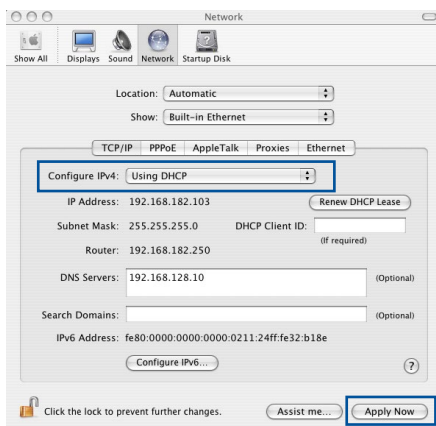 Network
Show All Displays Sound Network Startup Disk
Location: Automatic
Show: Built-in Ethernet
TCP/IP PPPoE AppleTalk Proxies Ethernet
Configure IPv4: Using DHCP
IP Address: 192.168.182.103 Renew DHCP Lease
Subnet Mask: 255.255.255.0 DHCP Client ID:
(If required)
Router: 192.168.182.250
DNS Servers: 192.168.128.10 (Optional)
Search Domains: (Optional)
IPv6 Address: fe80:0000:0000:0000:0211:24ff:fe32:b18e
Configure IPv6... ?
Click the lock to prevent further changes. Assist me... Apply Now